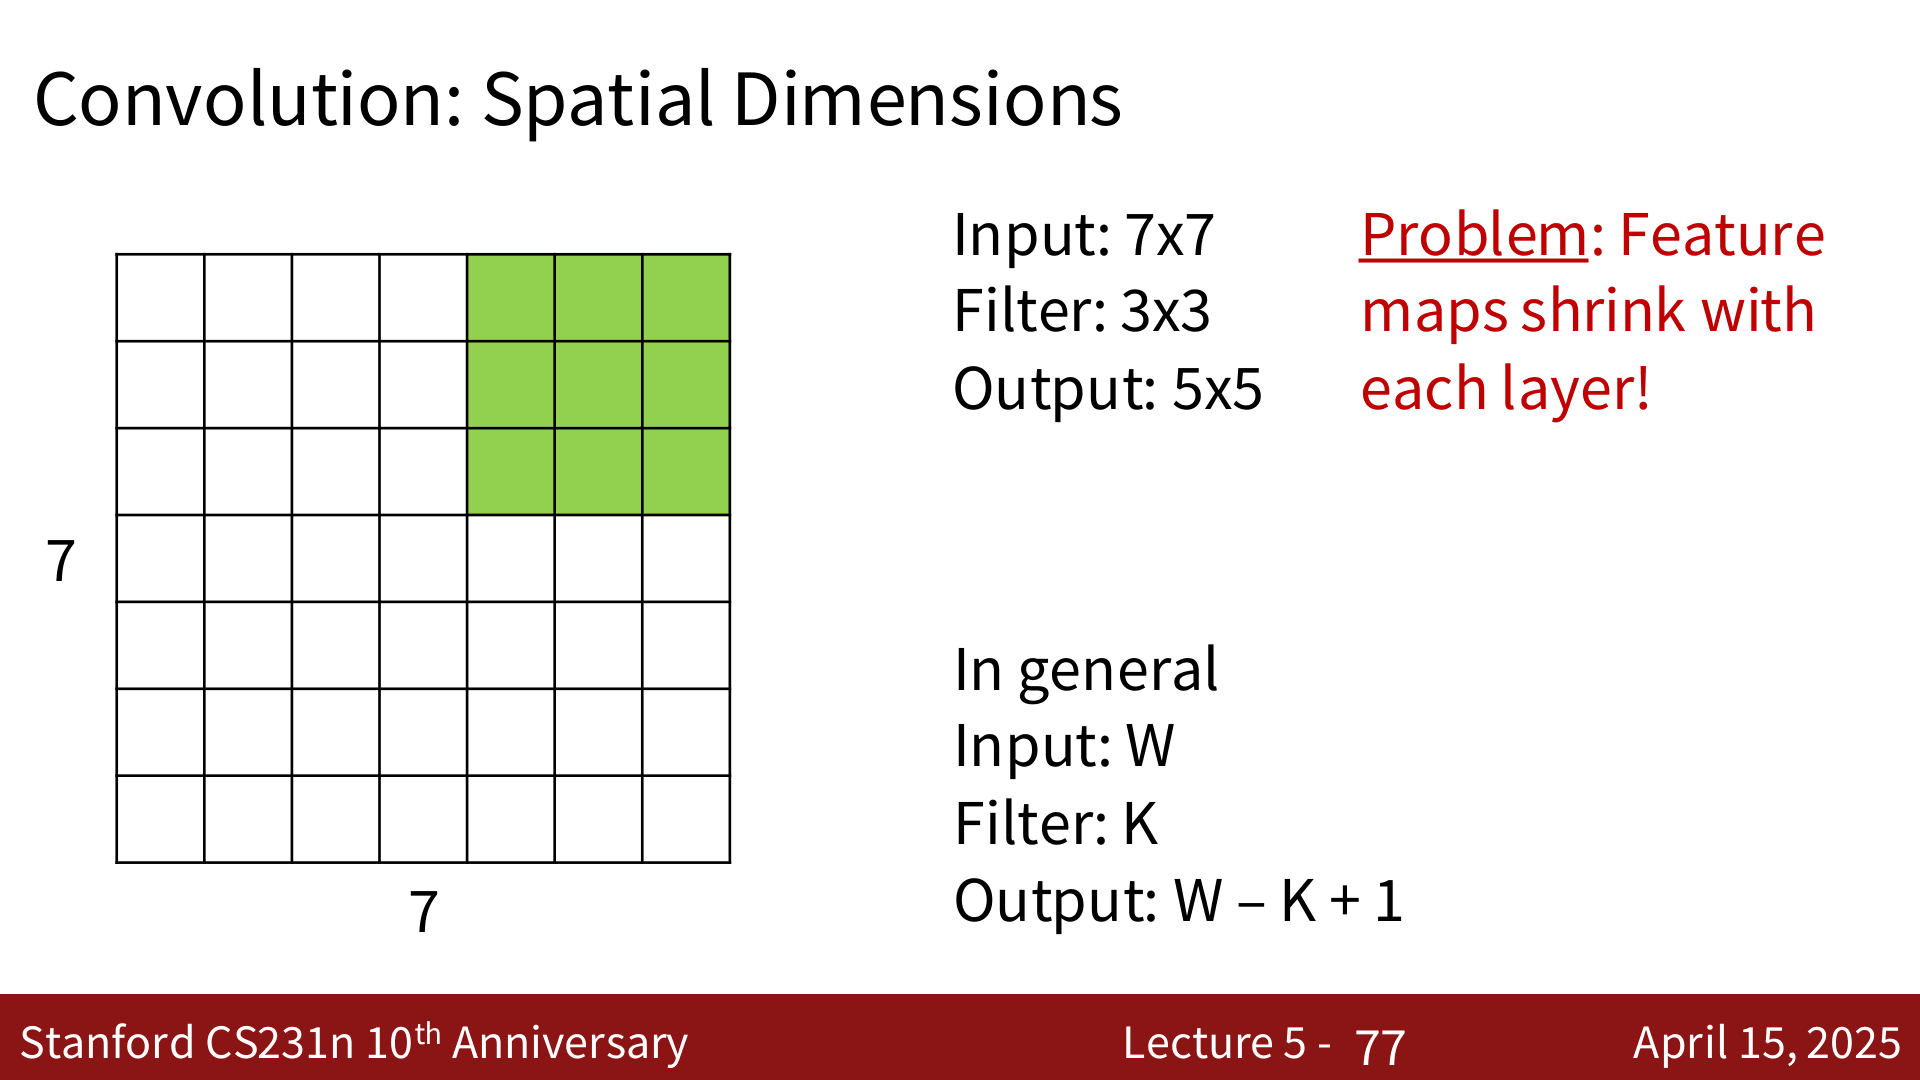 Convolution: Spatial Dimensions
7
7
Input: 7x7
Filter: 3x3
Output: 5x5
Problem: Feature
maps shrink with
each layer!
In general
Input: W
Filter: K
Output: W – K + 1
Stanford CS231n 10th Anniversary
Lecture 5 - 77
April 15, 2025